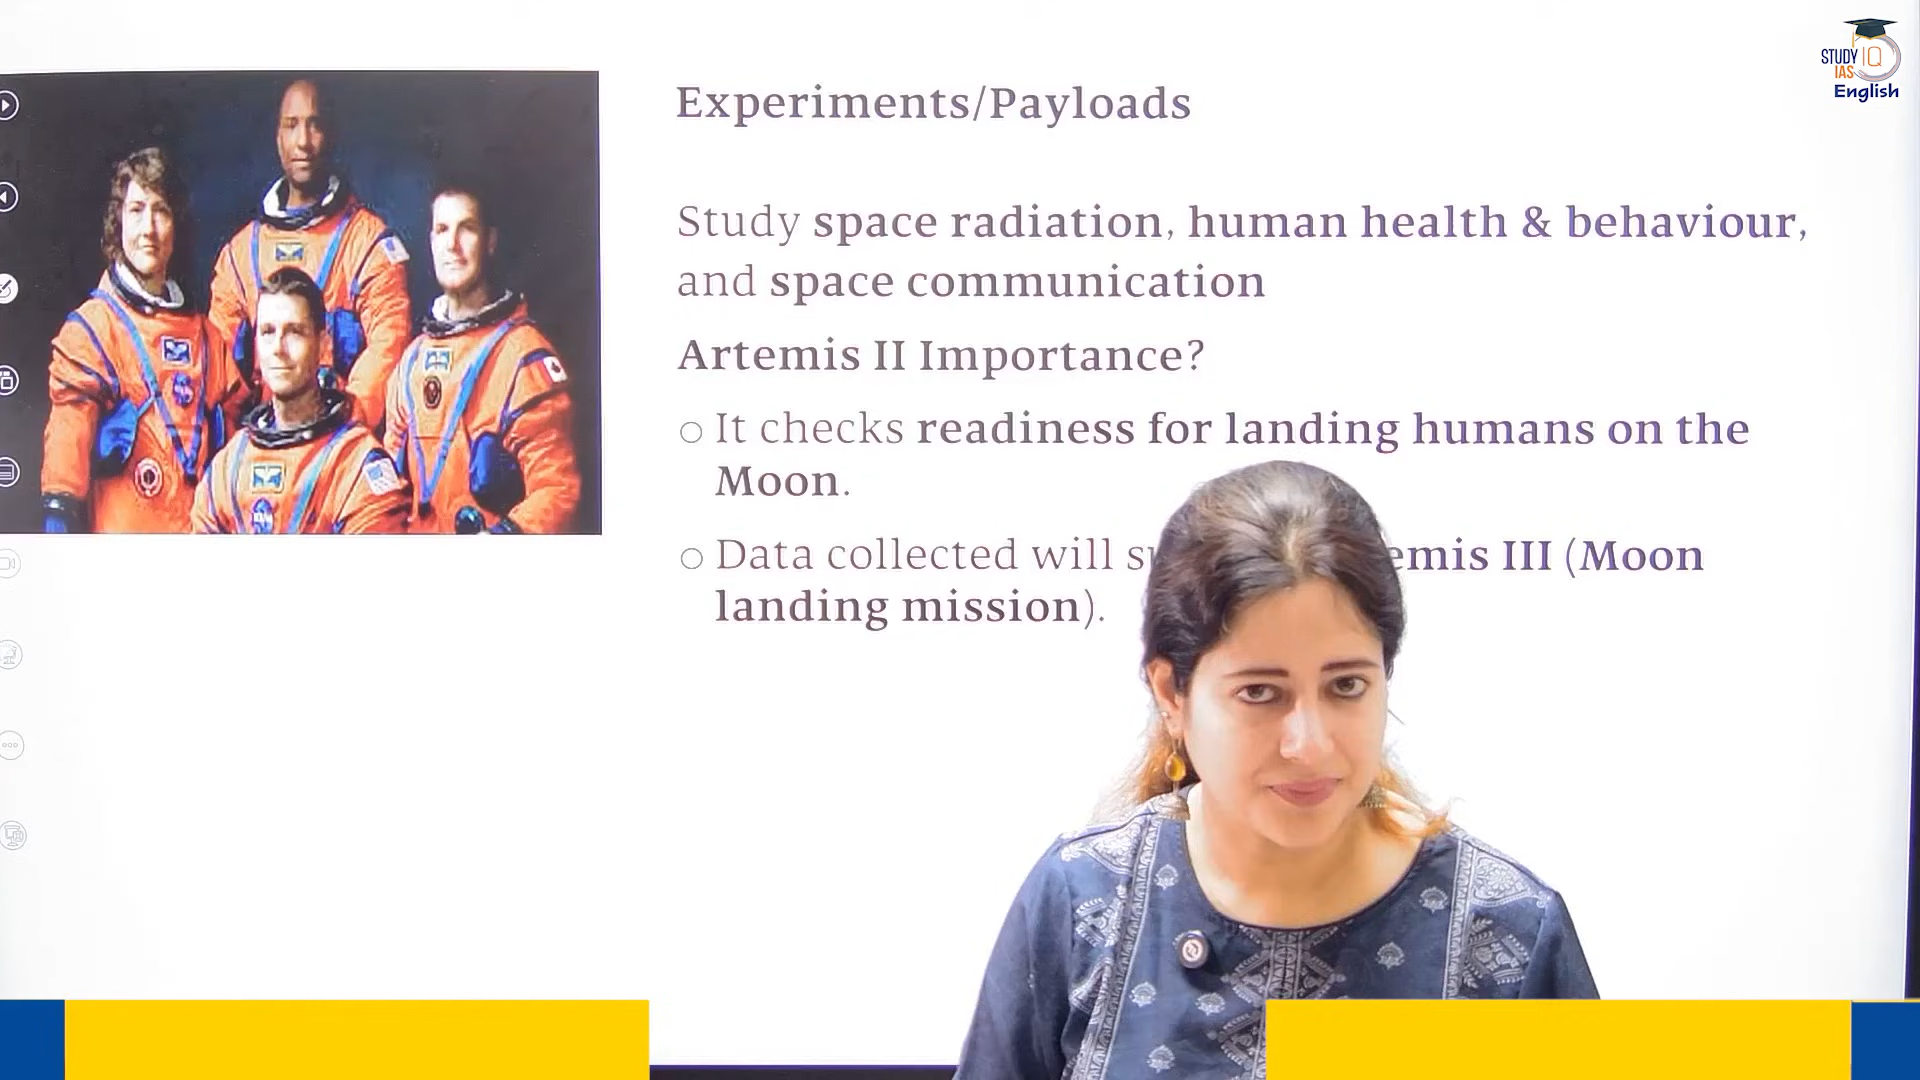 STUDY IQ
IAS
English
Experiments/Payloads
Study space radiation, human health & behaviour,
and space communication
Artemis II Importance?
It checks readiness for landing humans on the
Moon.
Data collected will emis III (Moon
landing mission).